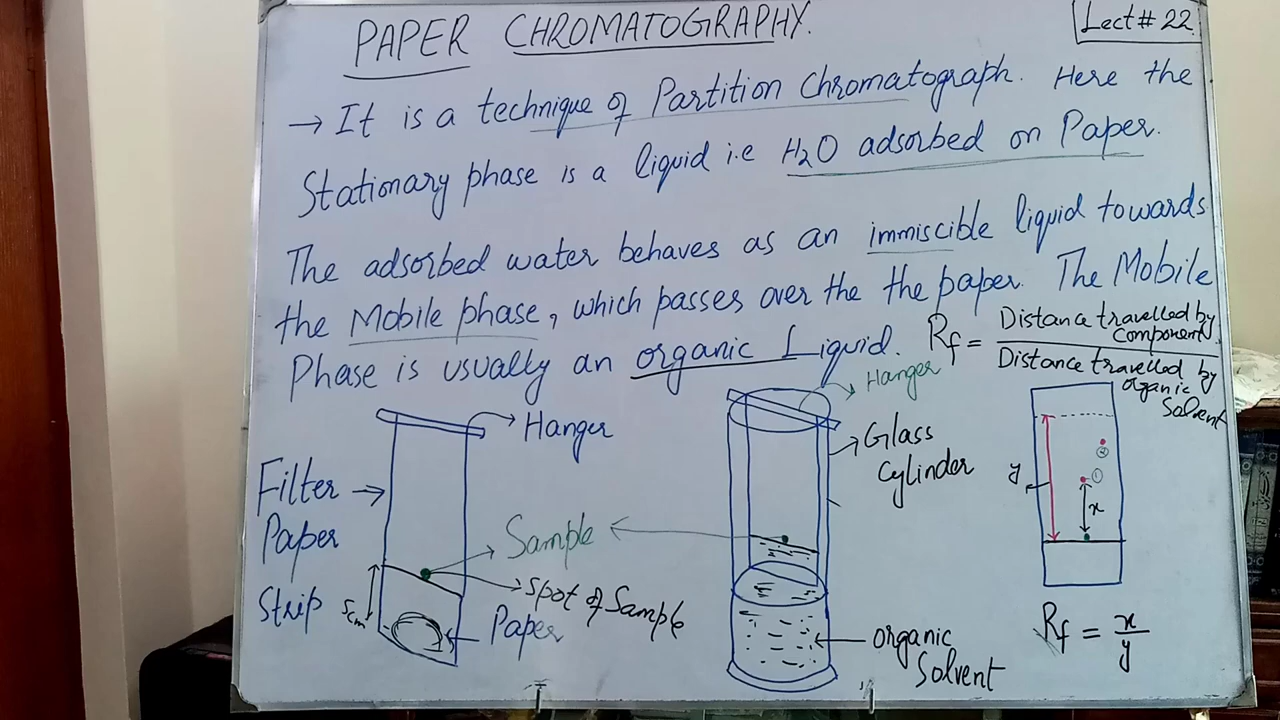 PAPER CHROMATOGRAPHY.
Lect # 22
→ It is a technique of Partition Chromatograph. Here the
Stationary phase is a liquid i.e H₂O adsorbed on Paper.
The adsorbed water behaves as an immiscible liquid towards
the Mobile phase, which passes over the the paper. The Mobile
Phase is usually an organic Liquid.
Rf = Distance travelled by Component
Distance travelled by
organic
Solvent
Hanger
Filter
Paper
Strip
5cm
Sample
Spot of Sample
Paper
Hanger
Glass
Cylinder
organic
Solvent
y
x
①
②
Rf = x/y